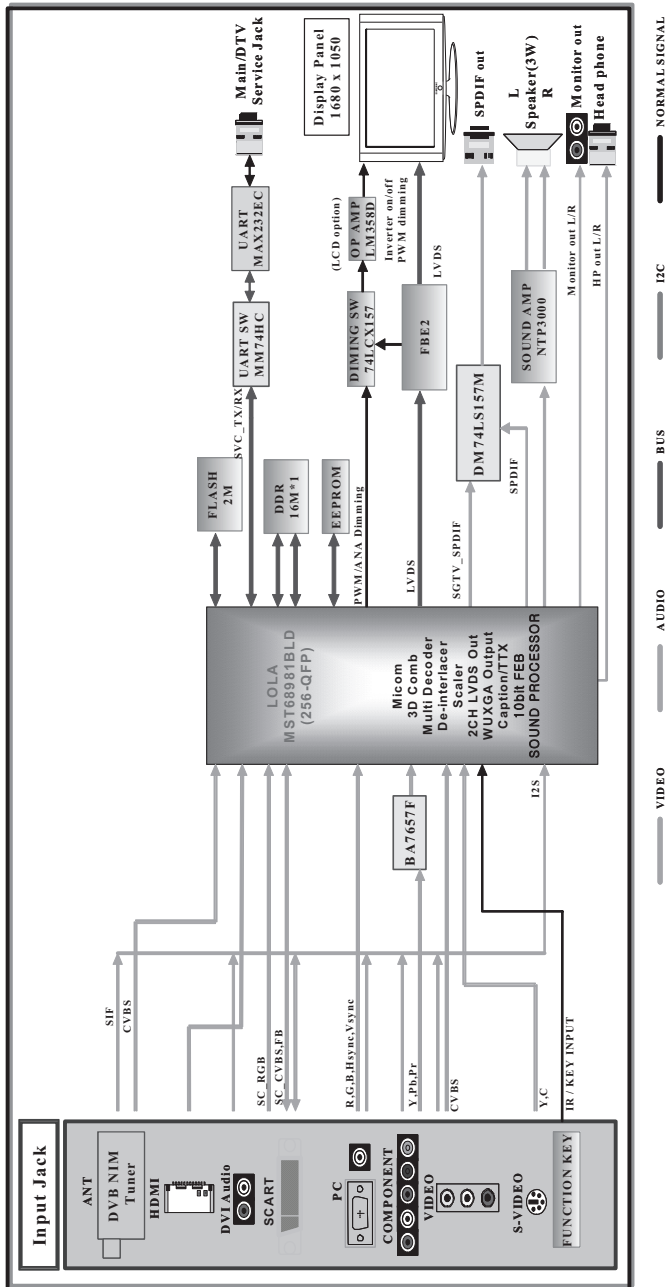 Input Jack
ANT
DVB NIM
Tuner
HDMI
DVI Audio
SCART
PC
COMPONENT
VIDEO
S-VIDEO
FUNCTION KEY
SIF
CVBS
SC_RGB
SC_CVBS,FB
R,G,B,Hsync,Vsync
Y,Pb,Pr
CVBS
Y,C
IR / KEY INPUT
BA7657F
I2S
LOLA
MST68981BLD
(256-QFP)
Micom
3D Comb
Multi Decoder
De-interlacer
Scaler
2CH LVDS Out
WUXGA Output
Caption/TTX
10bit FEB
SOUND PROCESSOR
FLASH
2M
SVC_TX/RX
DDR
16M*1
EEPROM
PWM/ANA Dimming
LVDS
SGTV_SPDIF
SPDIF
UART SW
MM74HC
UART
MAX232EC
Main/DTV
Service Jack
DIMING SW
74LCX157
(LCD option)
OP AMP
LM358D
Inverter on/off
PWM dimming
FBE2
LVDS
Display Panel
1680 x 1050
DM74LS157M
SPDIF out
SOUND AMP
NTP3000
L
Speaker(3W)
R
Monitor out L/R
Monitor out
HP out L/R
Head phone
VIDEO
AUDIO
BUS
I2C
NORMAL SIGNAL